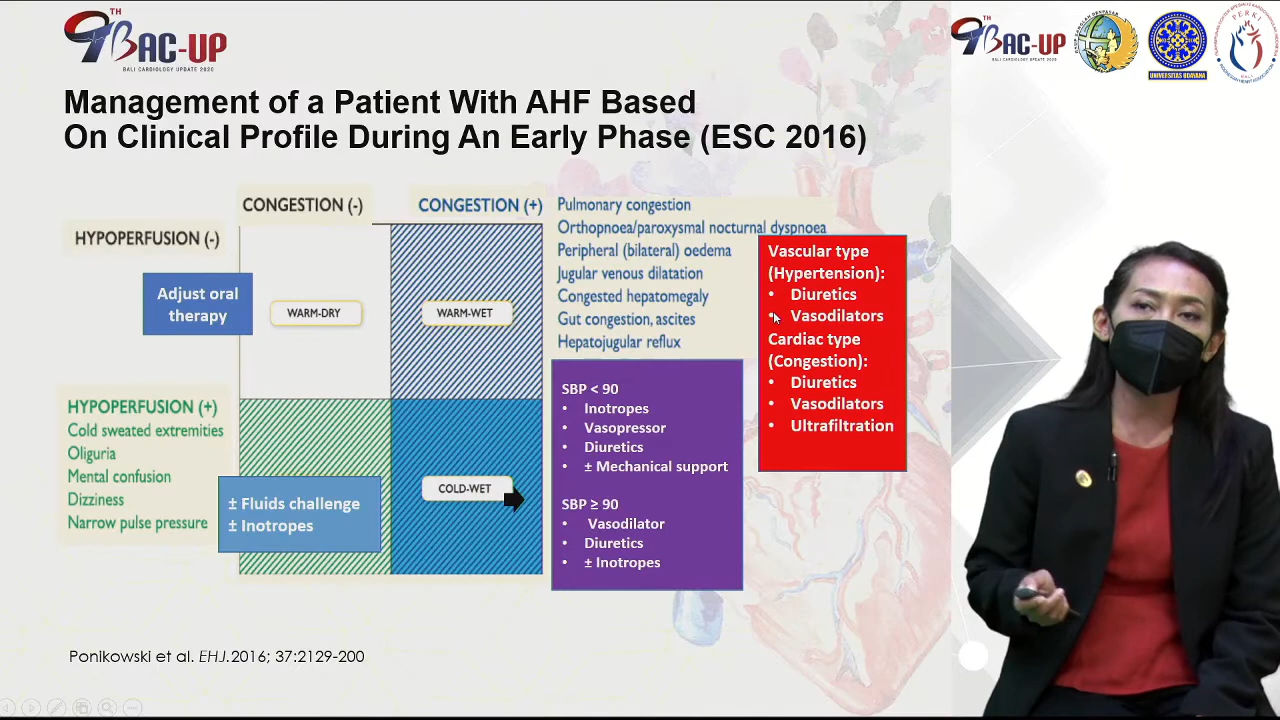 9TH BAC-UP
BALI CARDIOLOGY UPDATE 2020
9TH BAC-UP
BALI CARDIOLOGY UPDATE 2020
UNIVERSITAS UDAYANA
PERKI
BALI
Management of a Patient With AHF Based
On Clinical Profile During An Early Phase (ESC 2016)
CONGESTION (-)
CONGESTION (+)
HYPOPERFUSION (-)
Pulmonary congestion
Orthopnoea/paroxysmal nocturnal dyspnoea
Peripheral (bilateral) oedema
Jugular venous dilatation
Congested hepatomegaly
Gut congestion, ascites
Hepatojugular reflux
Adjust oral
therapy
WARM-DRY
WARM-WET
Vascular type
(Hypertension):
• Diuretics
• Vasodilators
Cardiac type
(Congestion):
• Diuretics
• Vasodilators
• Ultrafiltration
HYPOPERFUSION (+)
Cold sweated extremities
Oliguria
Mental confusion
Dizziness
Narrow pulse pressure
± Fluids challenge
± Inotropes
COLD-WET
SBP < 90
• Inotropes
• Vasopressor
• Diuretics
• ± Mechanical support
SBP ≥ 90
• Vasodilator
• Diuretics
• ± Inotropes
Ponikowski et al. EHJ.2016; 37:2129-200